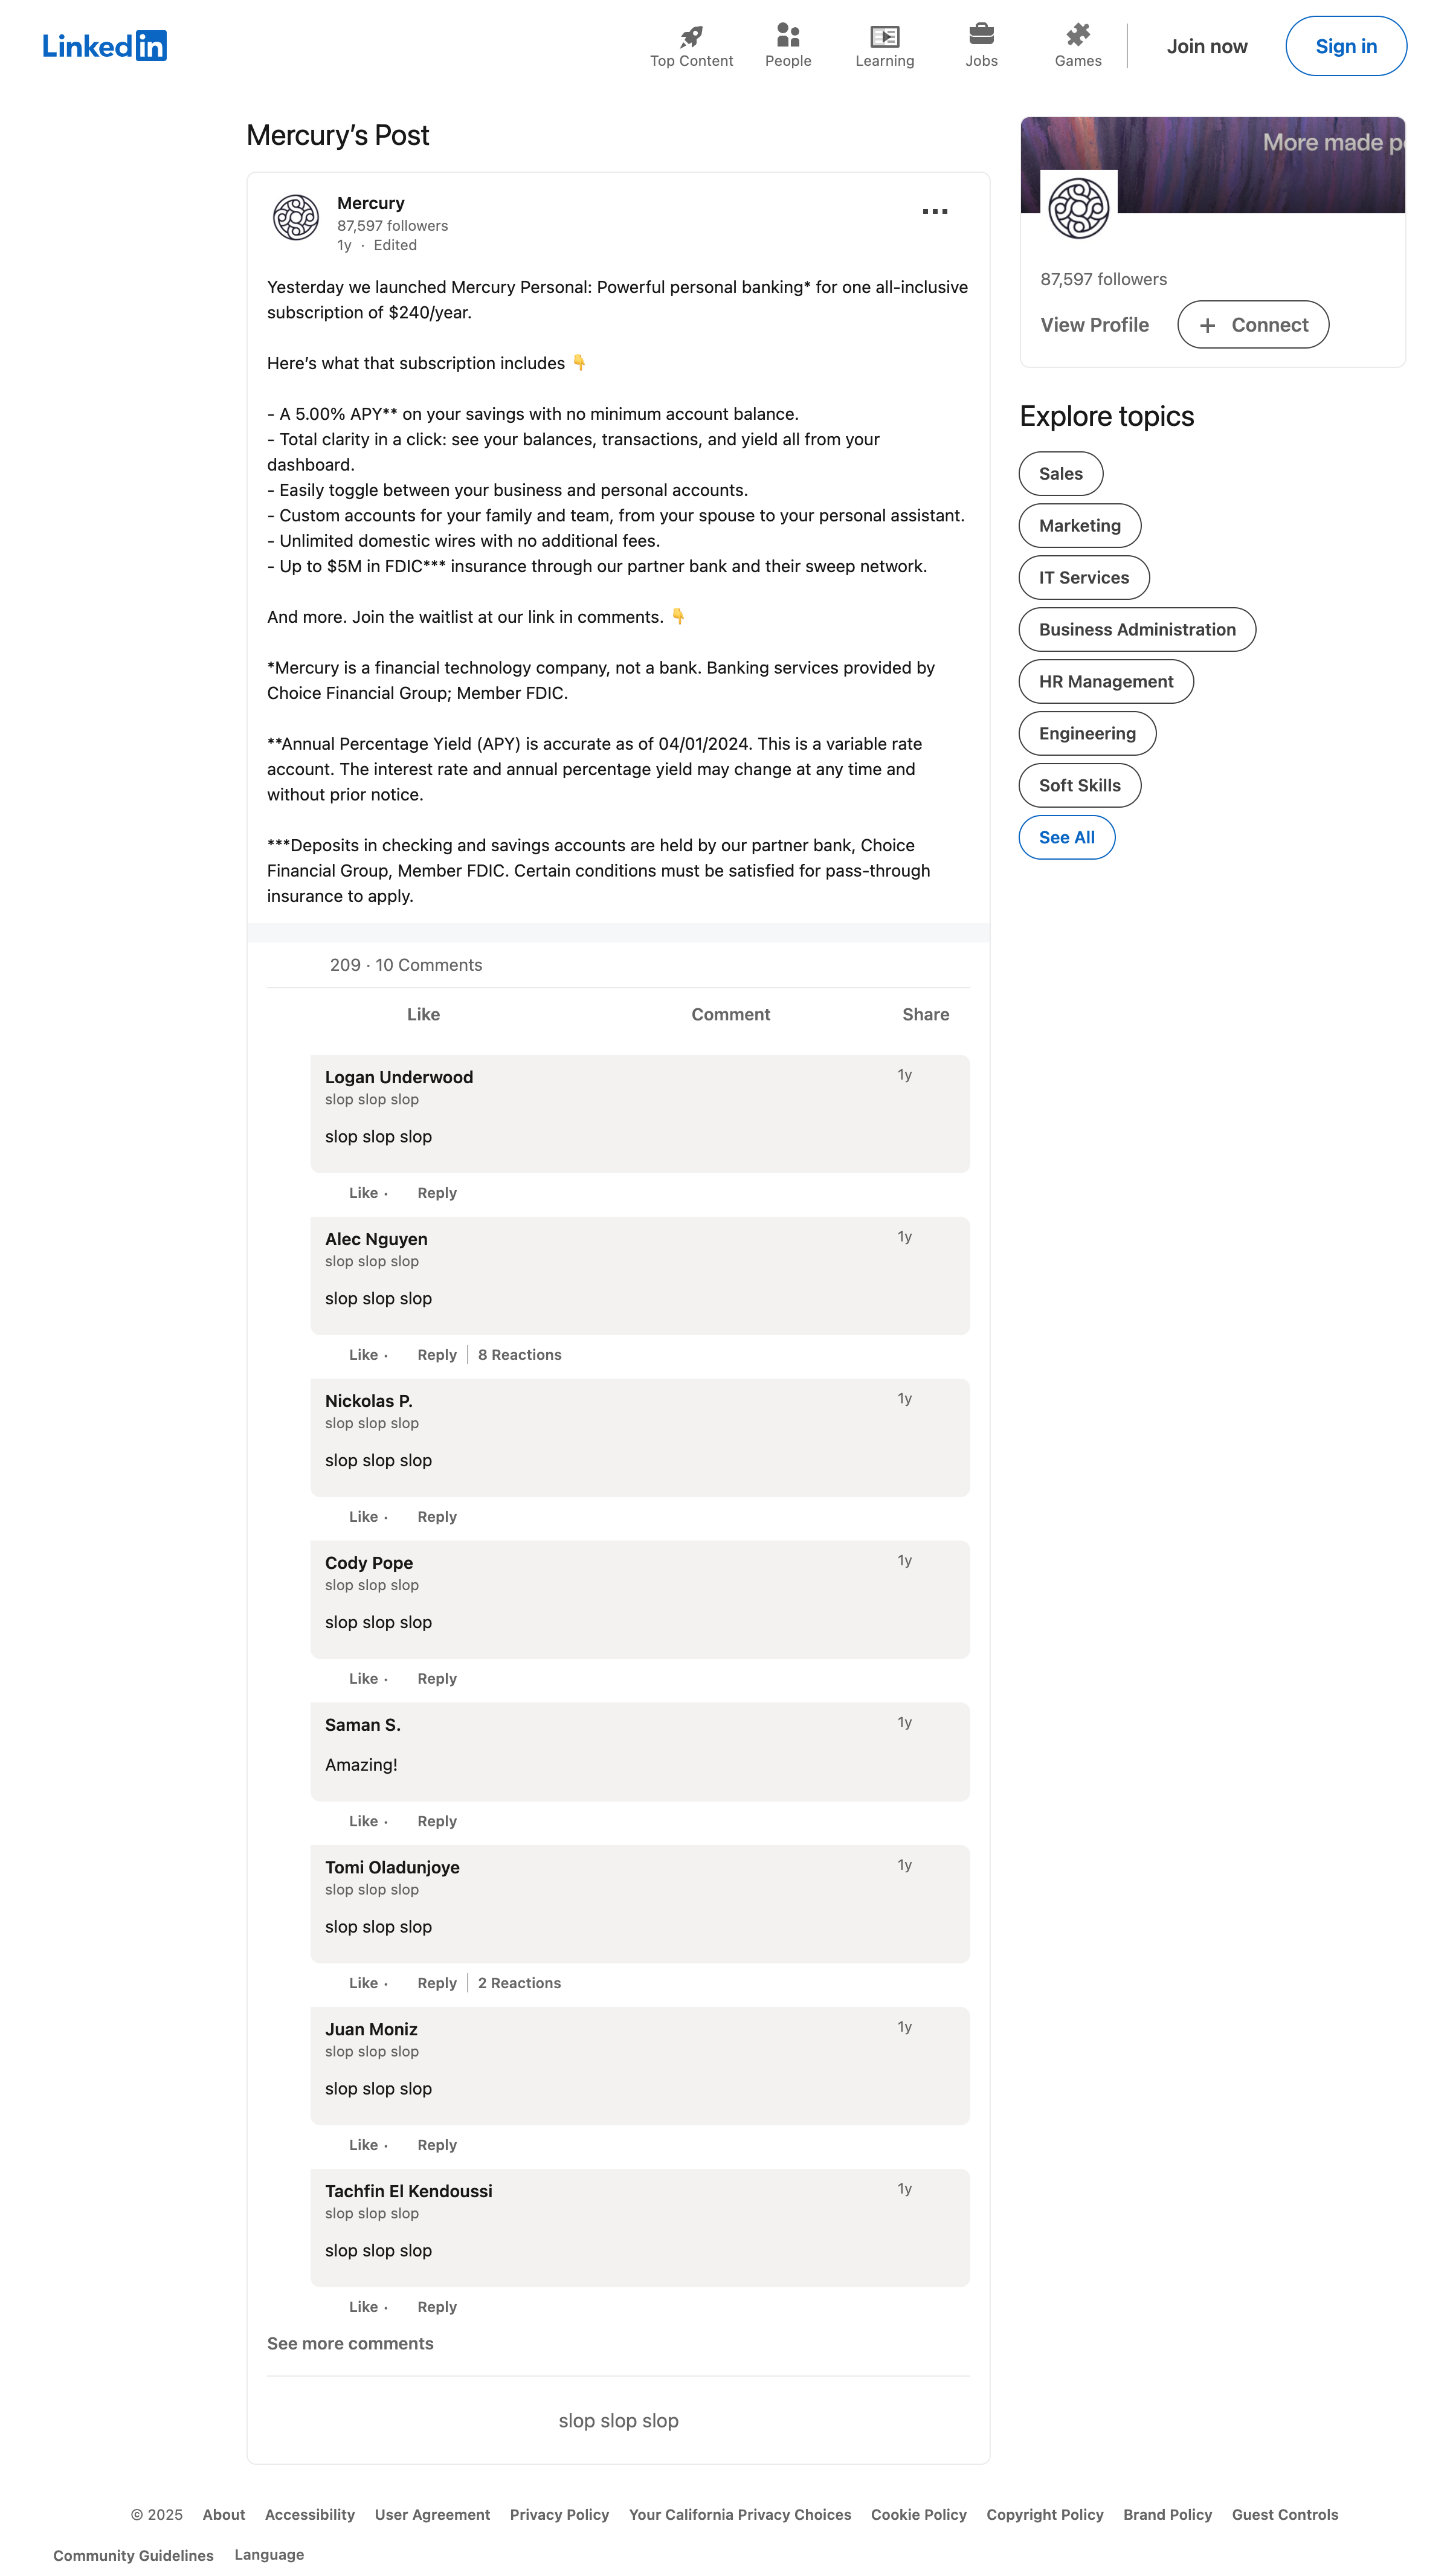 LinkedIn
Top Content
People
Learning
Jobs
Games
Join now
Sign in
Mercury’s Post
Mercury
87,597 followers
1y · Edited
Yesterday we launched Mercury Personal: Powerful personal banking* for one all-inclusive
subscription of $240/year.
Here’s what that subscription includes 👇
- A 5.00% APY** on your savings with no minimum account balance.
- Total clarity in a click: see your balances, transactions, and yield all from your
dashboard.
- Easily toggle between your business and personal accounts.
- Custom accounts for your family and team, from your spouse to your personal assistant.
- Unlimited domestic wires with no additional fees.
- Up to $5M in FDIC*** insurance through our partner bank and their sweep network.
And more. Join the waitlist at our link in comments. 👇
*Mercury is a financial technology company, not a bank. Banking services provided by
Choice Financial Group; Member FDIC.
**Annual Percentage Yield (APY) is accurate as of 04/01/2024. This is a variable rate
account. The interest rate and annual percentage yield may change at any time and
without prior notice.
***Deposits in checking and savings accounts are held by our partner bank, Choice
Financial Group, Member FDIC. Certain conditions must be satisfied for pass-through
insurance to apply.
209 · 10 Comments
Like Comment Share
Logan Underwood 1y
slop slop slop
slop slop slop
Like · Reply
Alec Nguyen 1y
slop slop slop
slop slop slop
Like · Reply 8 Reactions
Nickolas P. 1y
slop slop slop
slop slop slop
Like · Reply
Cody Pope 1y
slop slop slop
slop slop slop
Like · Reply
Saman S. 1y
Amazing!
Like · Reply
Tomi Oladunjoye 1y
slop slop slop
slop slop slop
Like · Reply 2 Reactions
Juan Moniz 1y
slop slop slop
slop slop slop
Like · Reply
Tachfin El Kendoussi 1y
slop slop slop
slop slop slop
Like · Reply
See more comments
slop slop slop
More made p
87,597 followers
View Profile
+ Connect
Explore topics
Sales
Marketing
IT Services
Business Administration
HR Management
Engineering
Soft Skills
See All
© 2025 About Accessibility User Agreement Privacy Policy Your California Privacy Choices Cookie Policy Copyright Policy Brand Policy Guest Controls
Community Guidelines Language